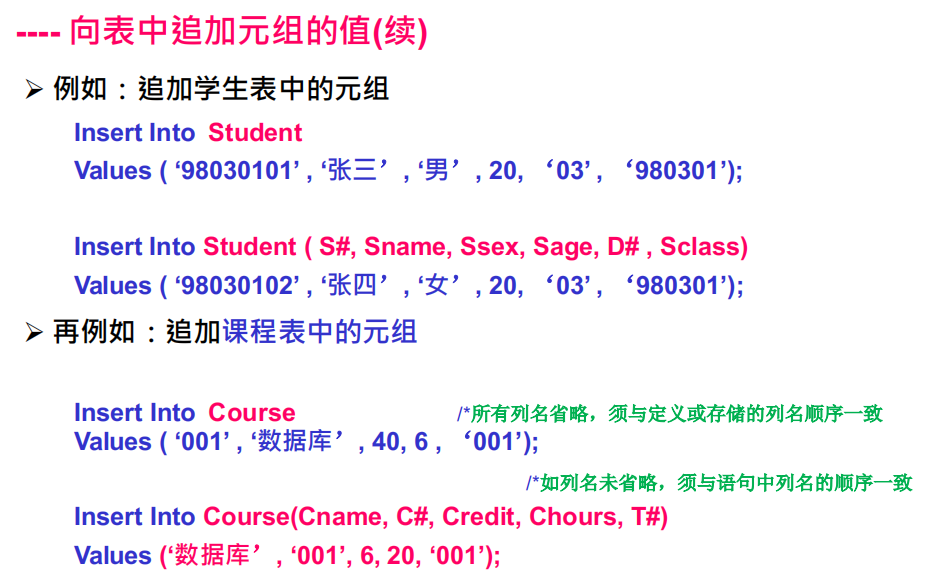 ---- 向表中追加元组的值(续)
➢ 例如：追加学生表中的元组
Insert Into Student
Values ( ‘98030101’ , ‘张三’ , ‘男’ , 20, ‘03’ , ‘980301’);
Insert Into Student ( S#, Sname, Ssex, Sage, D# , Sclass)
Values ( ‘98030102’ , ‘张四’ , ‘女’ , 20, ‘03’ , ‘980301’);
➢ 再例如：追加课程表中的元组
Insert Into Course /*所有列名省略，须与定义或存储的列名顺序一致
Values ( ‘001’ , ‘数据库’ , 40, 6 , ‘001’);
/*如列名未省略，须与语句中列名的顺序一致
Insert Into Course(Cname, C#, Credit, Chours, T#)
Values (‘数据库’ , ‘001’, 6, 20, ‘001’);